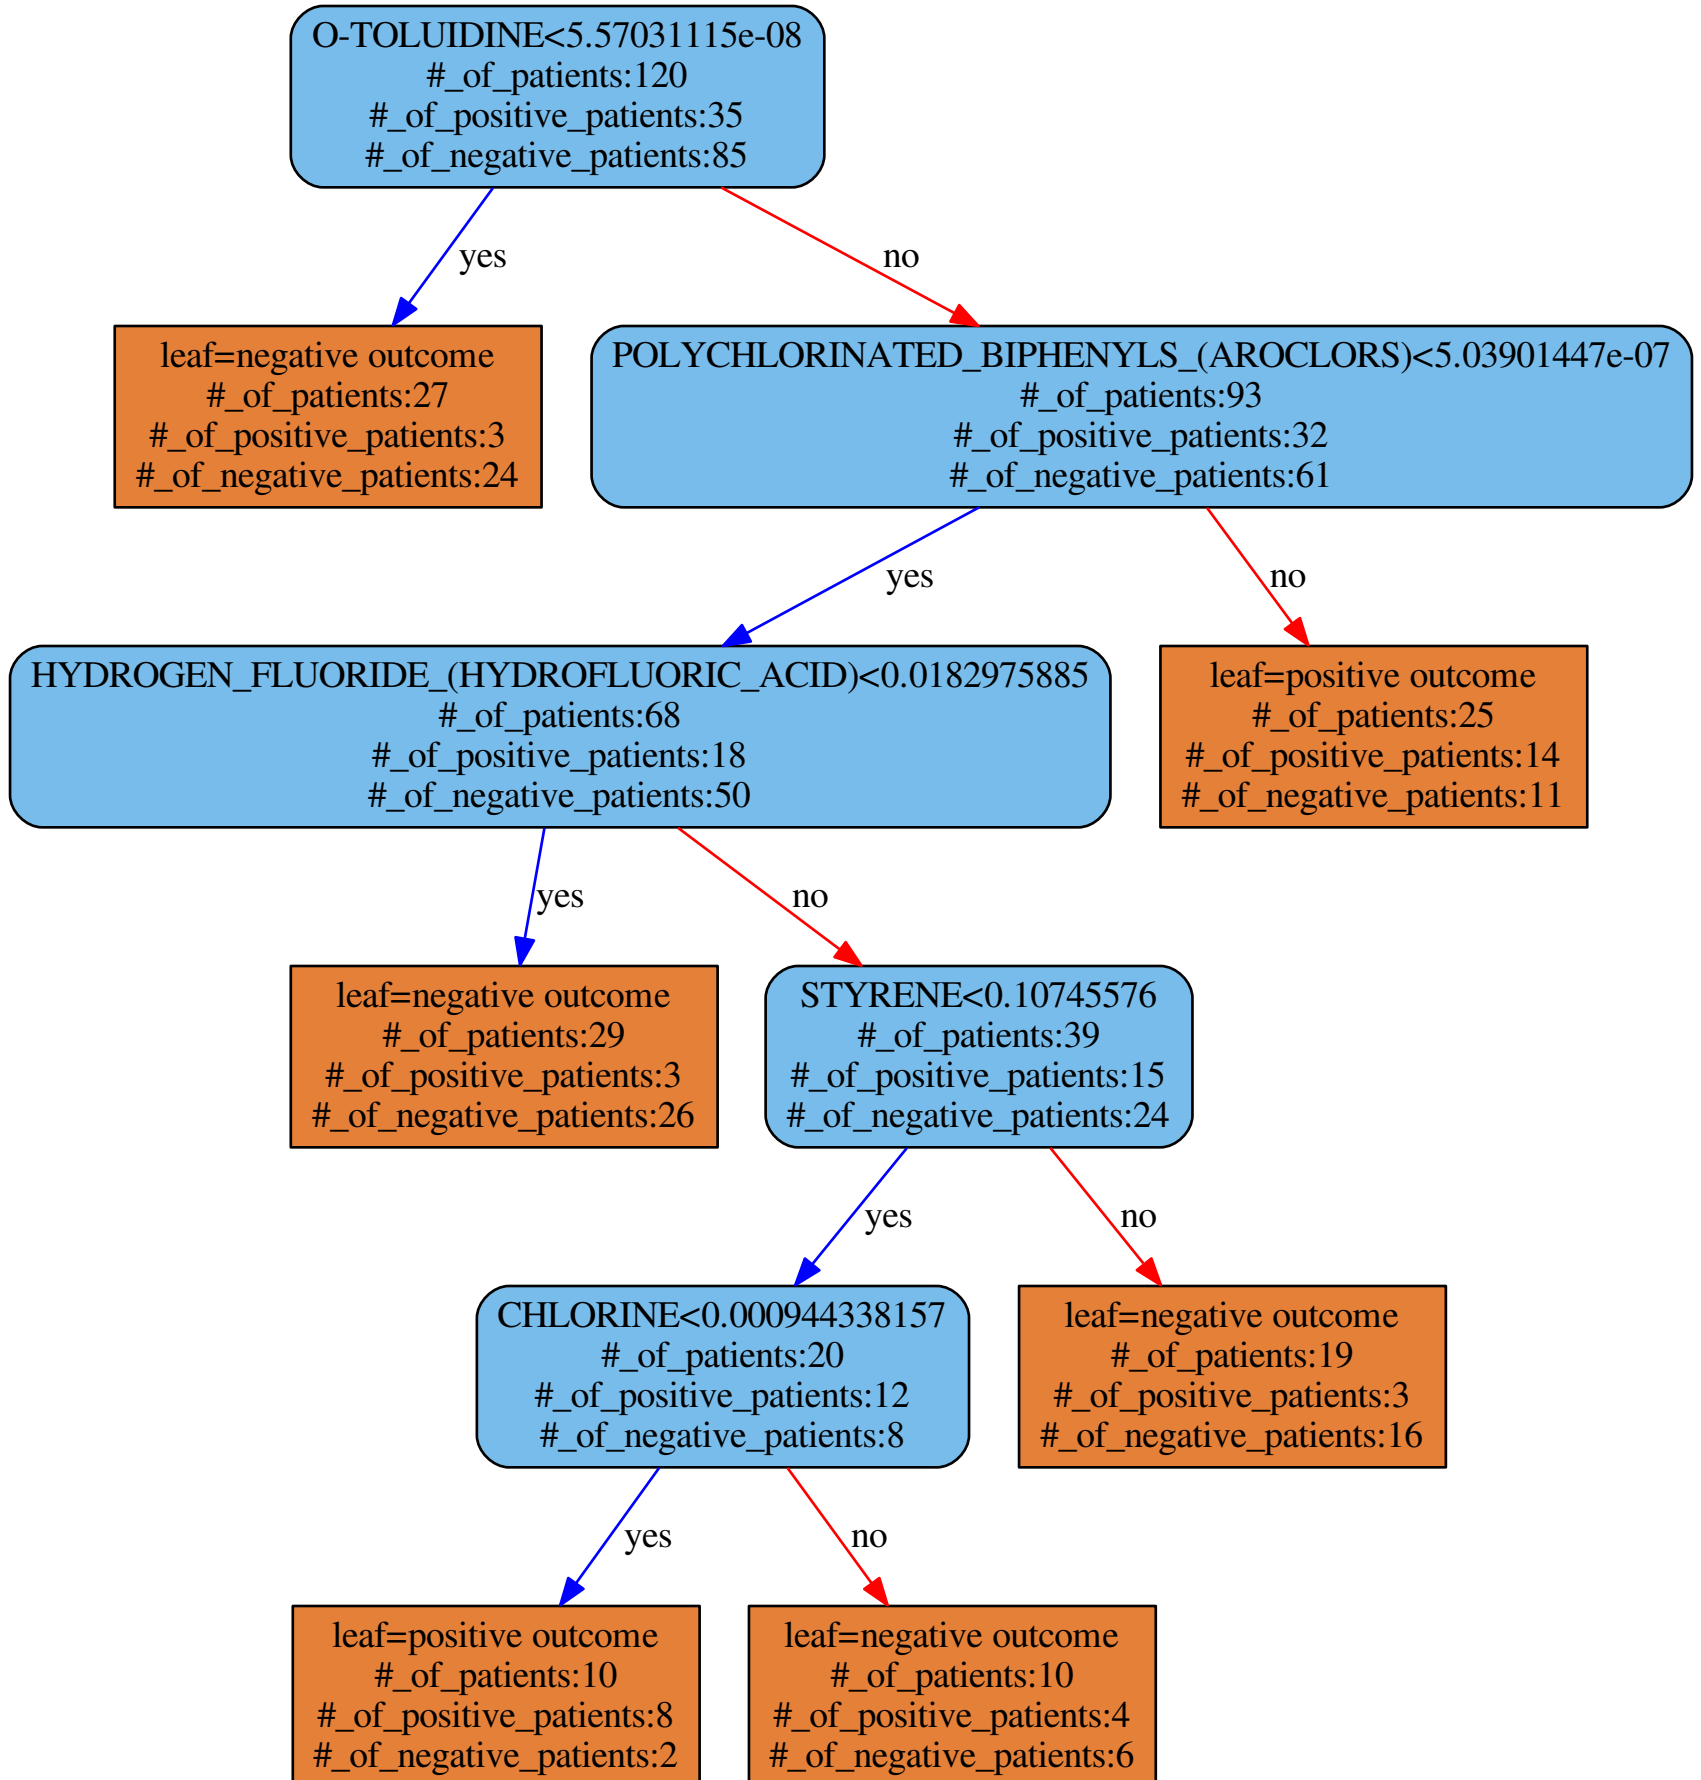 O-TOLUIDINE<5.57031115e-08
#_of_patients:120
#_of_positive_patients:35
#_of_negative_patients:85
yes
no
leaf=negative outcome
#_of_patients:27
#_of_positive_patients:3
#_of_negative_patients:24
POLYCHLORINATED_BIPHENYLS_(AROCLORS)<5.03901447e-07
#_of_patients:93
#_of_positive_patients:32
#_of_negative_patients:61
yes
no
HYDROGEN_FLUORIDE_(HYDROFLUORIC_ACID)<0.0182975885
#_of_patients:68
#_of_positive_patients:18
#_of_negative_patients:50
leaf=positive outcome
#_of_patients:25
#_of_positive_patients:14
#_of_negative_patients:11
yes
no
leaf=negative outcome
#_of_patients:29
#_of_positive_patients:3
#_of_negative_patients:26
STYRENE<0.10745576
#_of_patients:39
#_of_positive_patients:15
#_of_negative_patients:24
yes
no
CHLORINE<0.000944338157
#_of_patients:20
#_of_positive_patients:12
#_of_negative_patients:8
leaf=negative outcome
#_of_patients:19
#_of_positive_patients:3
#_of_negative_patients:16
yes
no
leaf=positive outcome
#_of_patients:10
#_of_positive_patients:8
#_of_negative_patients:2
leaf=negative outcome
#_of_patients:10
#_of_positive_patients:4
#_of_negative_patients:6